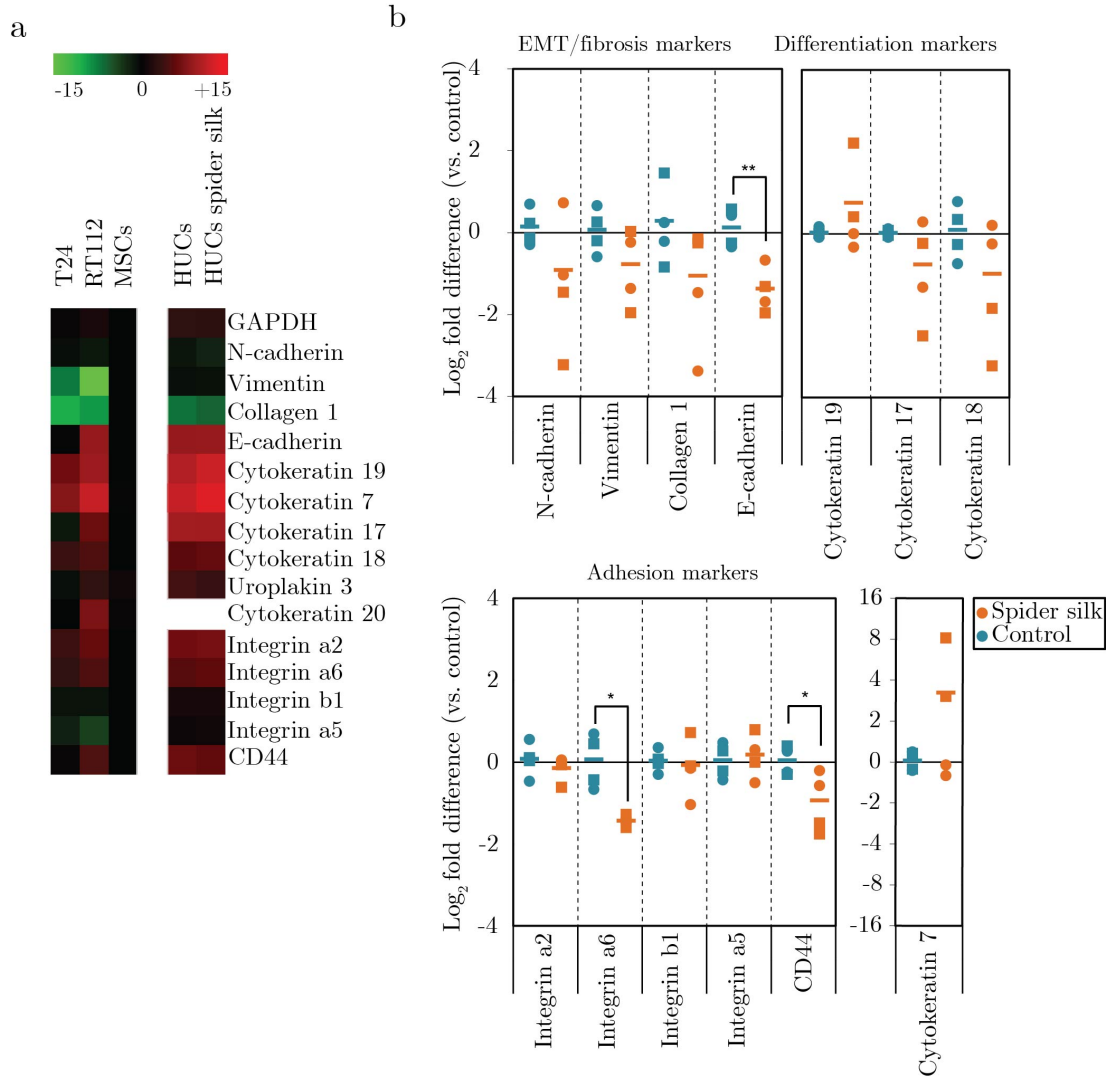 a
-15 0 +15
T24
RT112
MSCs
HUCs
HUCs spider silk
GAPDH
N-cadherin
Vimentin
Collagen 1
E-cadherin
Cytokeratin 19
Cytokeratin 7
Cytokeratin 17
Cytokeratin 18
Uroplakin 3
Cytokeratin 20
Integrin a2
Integrin a6
Integrin b1
Integrin a5
CD44
b
EMT/fibrosis markers
Differentiation markers
Log2 fold difference (vs. control)
4
2
0
-2
-4
**
N-cadherin
Vimentin
Collagen 1
E-cadherin
Cytokeratin 19
Cytokeratin 17
Cytokeratin 18
Adhesion markers
Log2 fold difference (vs. control)
4
2
0
-2
-4
*
*
Integrin a2
Integrin a6
Integrin b1
Integrin a5
CD44
16
8
4
2
0
-2
-4
-8
-16
Cytokeratin 7
Spider silk
Control